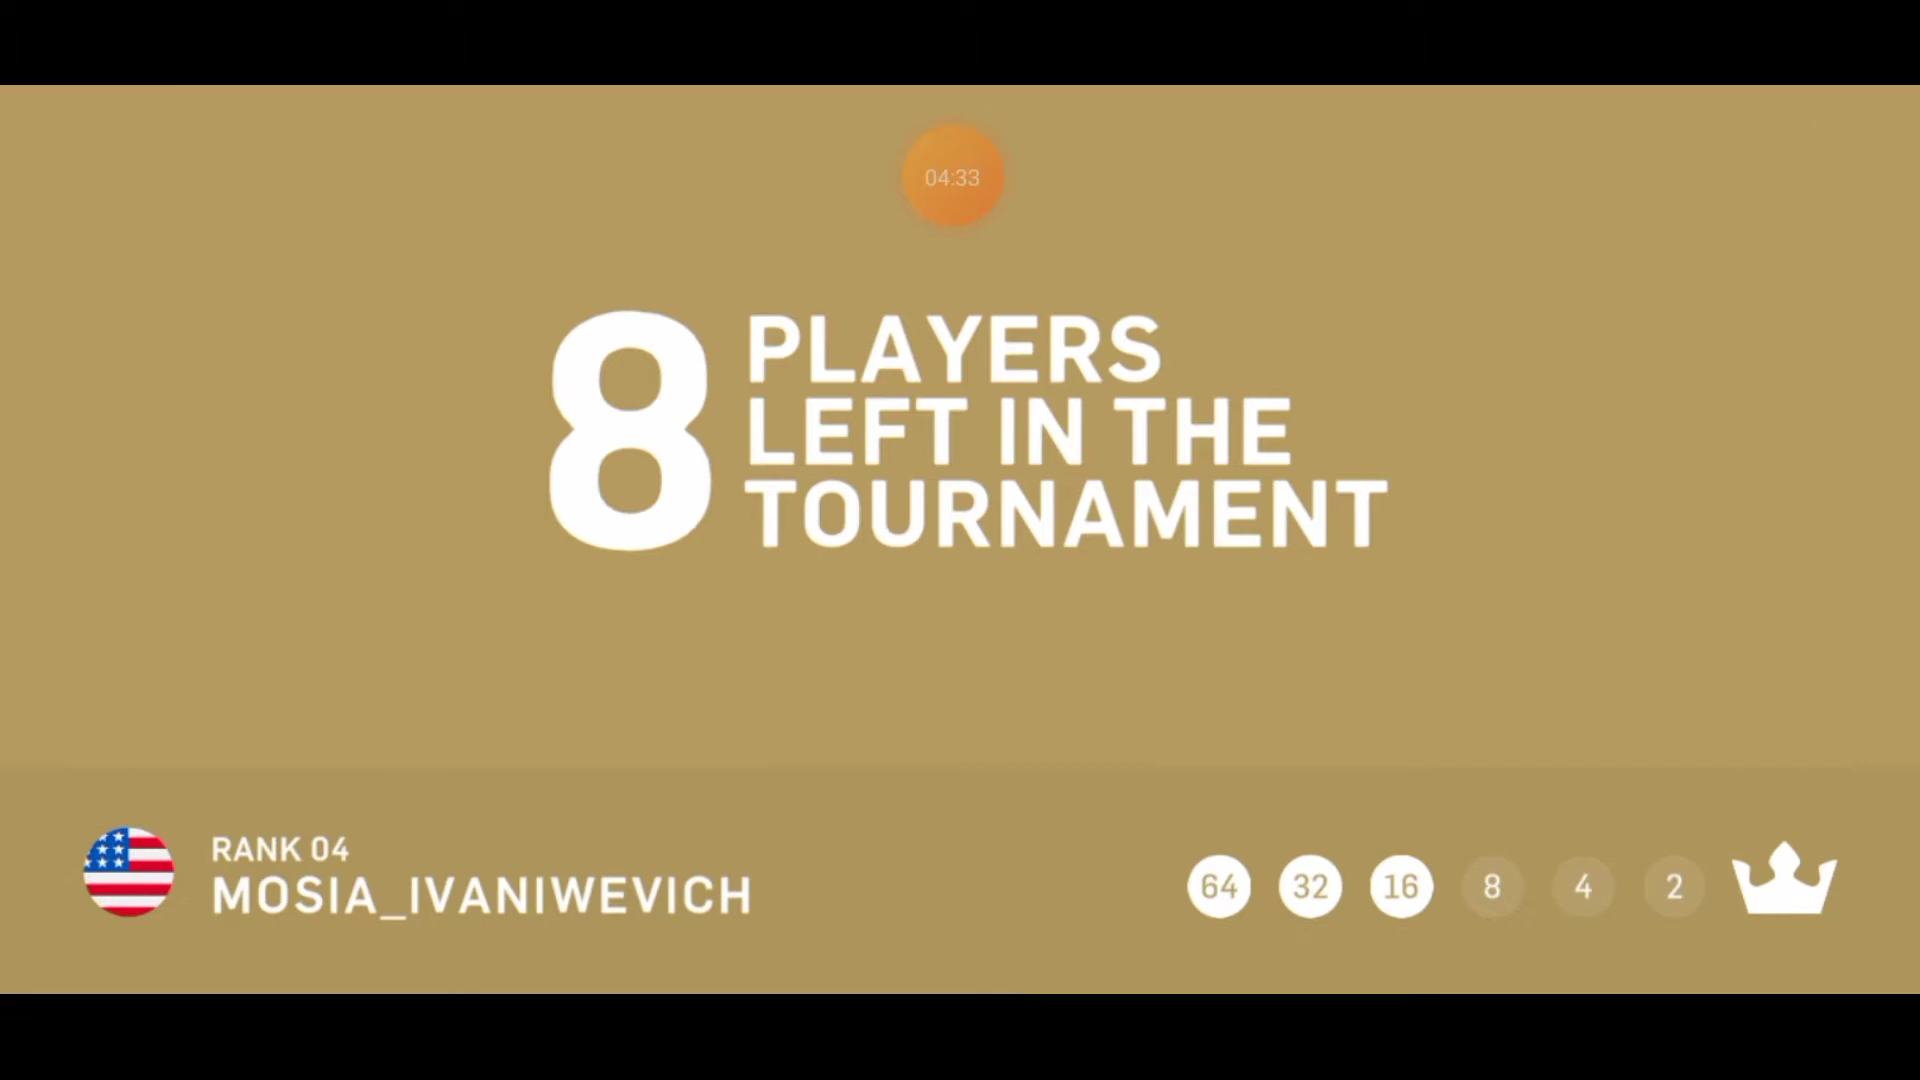 04:33
8
PLAYERS
LEFT IN THE
TOURNAMENT
RANK 04
MOSIA_IVANIWEVICH
64 32 16 8 4 2